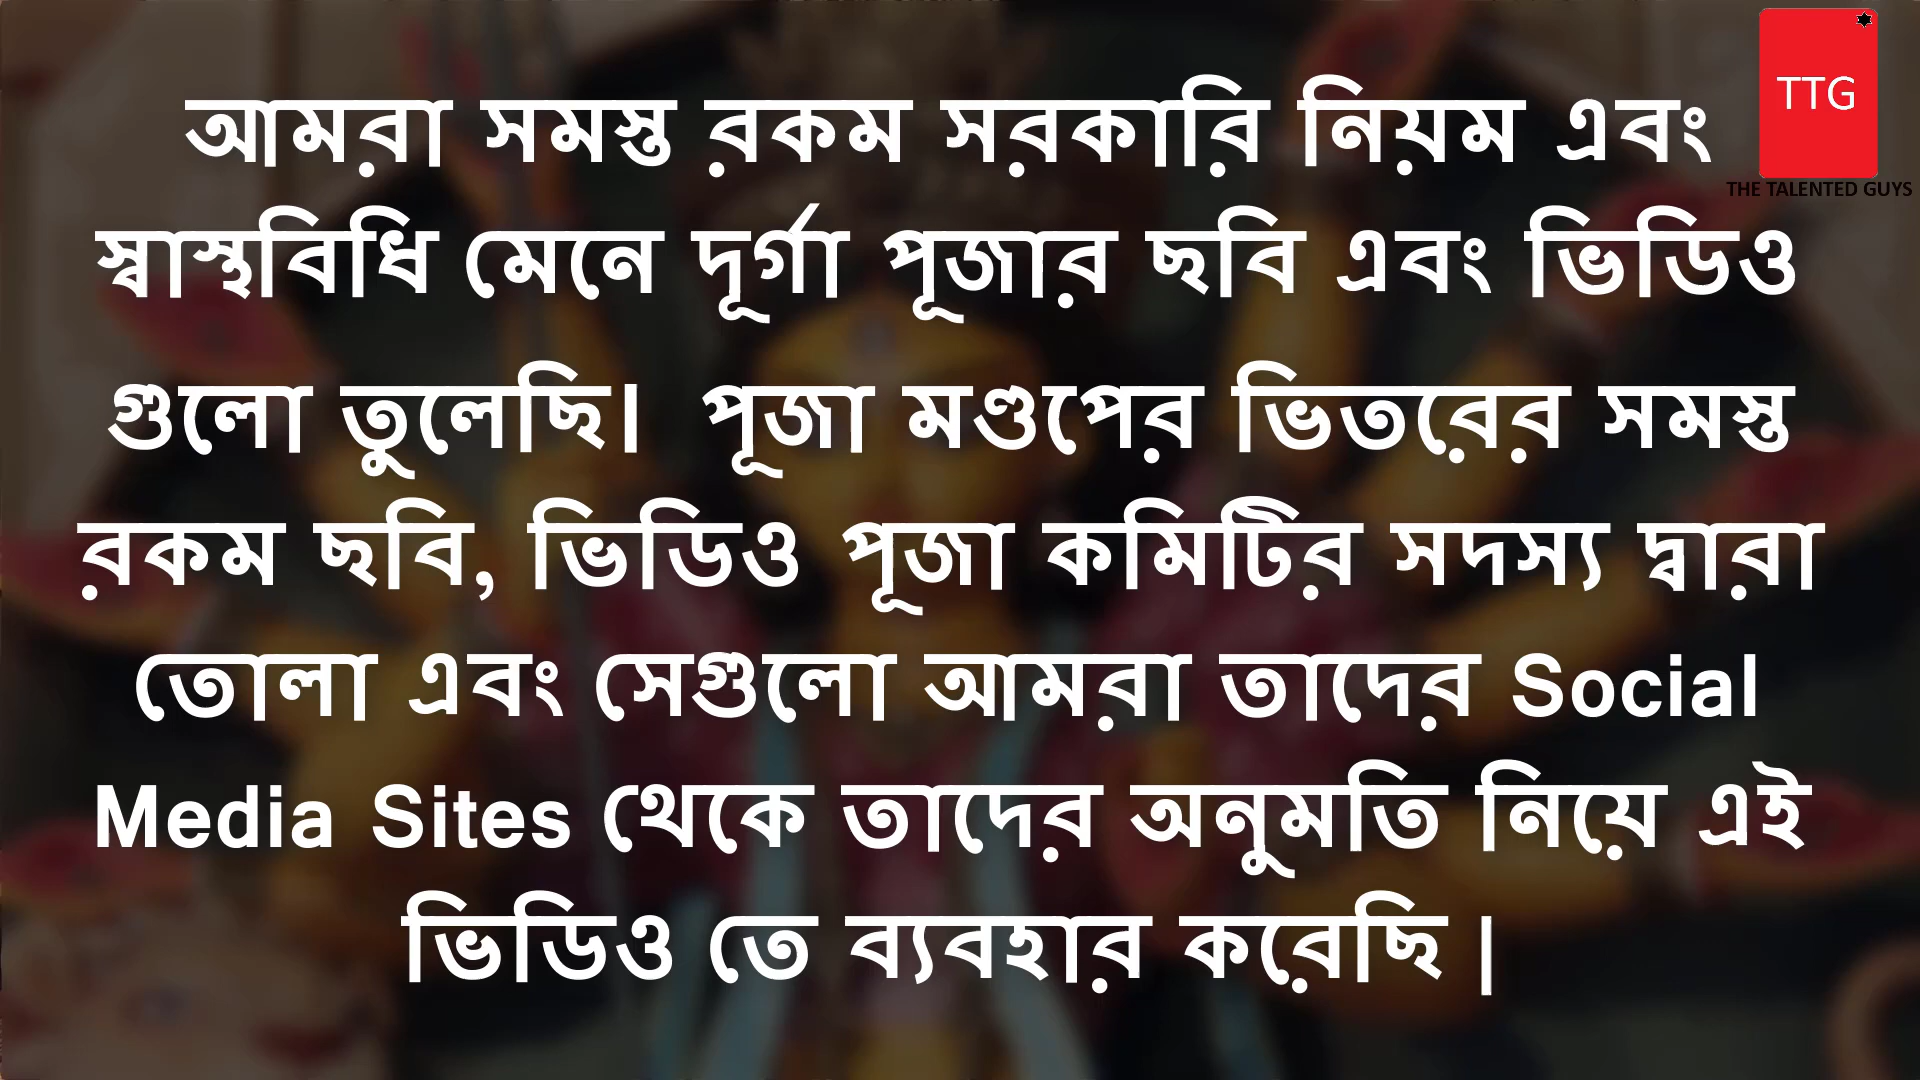 TTG
THE TALENTED GUYS
আমরা সমস্ত রকম সরকারি নিয়ম এবং
স্বাস্থবিধি মেনে দূর্গা পূজার ছবি এবং ভিডিও
গুলো তুলেছি। পূজা মণ্ডপের ভিতরের সমস্ত
রকম ছবি, ভিডিও পূজা কমিটির সদস্য দ্বারা
তোলা এবং সেগুলো আমরা তাদের Social
Media Sites থেকে তাদের অনুমতি নিয়ে এই
ভিডিও তে ব্যবহার করেছি |